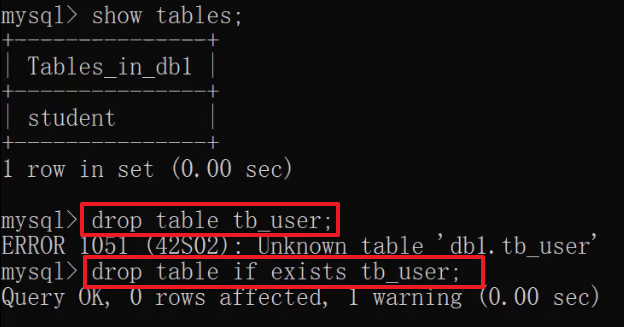 mysql> show tables;
+---------------+
| Tables_in_db1 |
+---------------+
| student       |
+---------------+
1 row in set (0.00 sec)
mysql> drop table tb_user;
ERROR 1051 (42S02): Unknown table 'db1.tb_user'
mysql> drop table if exists tb_user;
Query OK, 0 rows affected, 1 warning (0.00 sec)